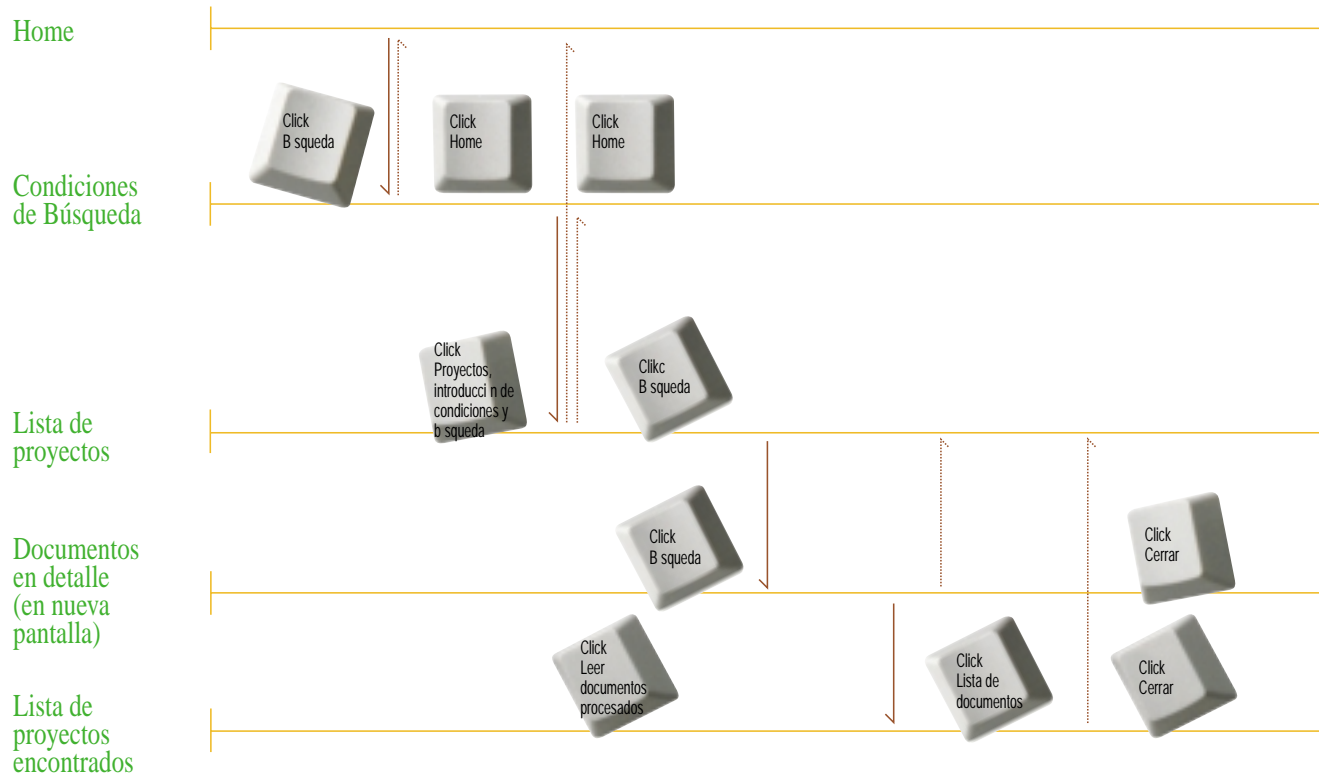 Home
Click
B squeda
Click
Home
Click
Home
Condiciones
de Búsqueda
Click
Proyectos,
introducci n de
condiciones y
b squeda
Clikc
B squeda
Lista de
proyectos
Click
B squeda
Click
Cerrar
Documentos
en detalle
(en nueva
pantalla)
Click
Leer
documentos
procesados
Click
Lista de
documentos
Click
Cerrar
Lista de
proyectos
encontrados